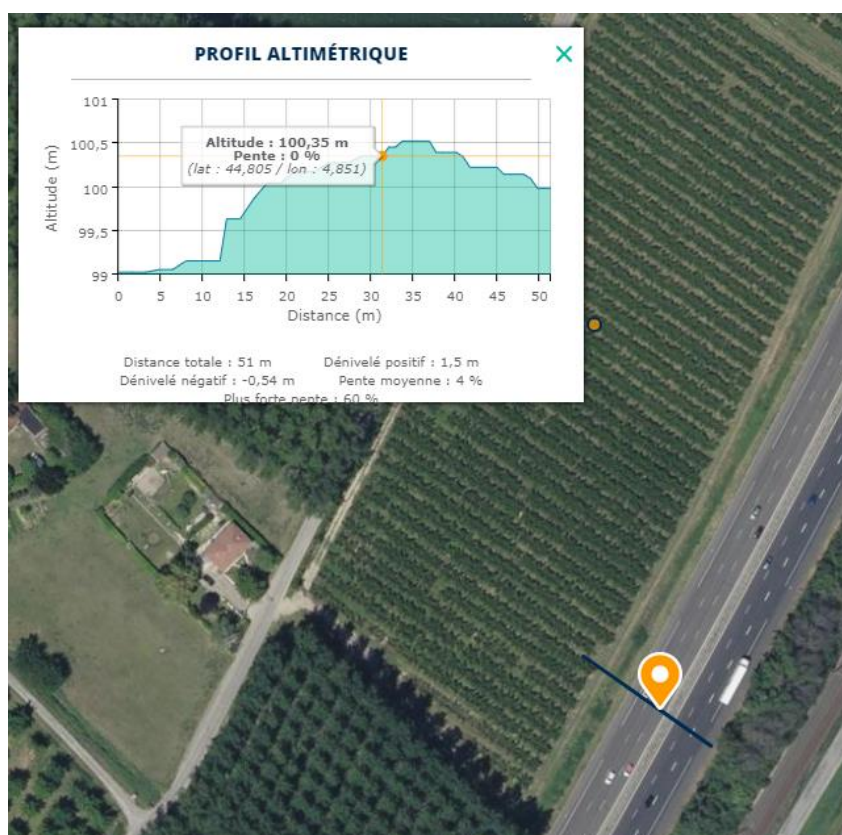 PROFIL ALTIMÉTRIQUE
101
100,5
100
99,5
99
Altitude (m)
Altitude : 100,35 m
Pente : 0 %
(lat : 44,805 / lon : 4,851)
0 5 10 15 20 25 30 35 40 45 50
Distance (m)
Distance totale : 51 m Dénivelé positif : 1,5 m
Dénivelé négatif : -0,54 m Pente moyenne : 4 %
Plus forte pente : 60 %